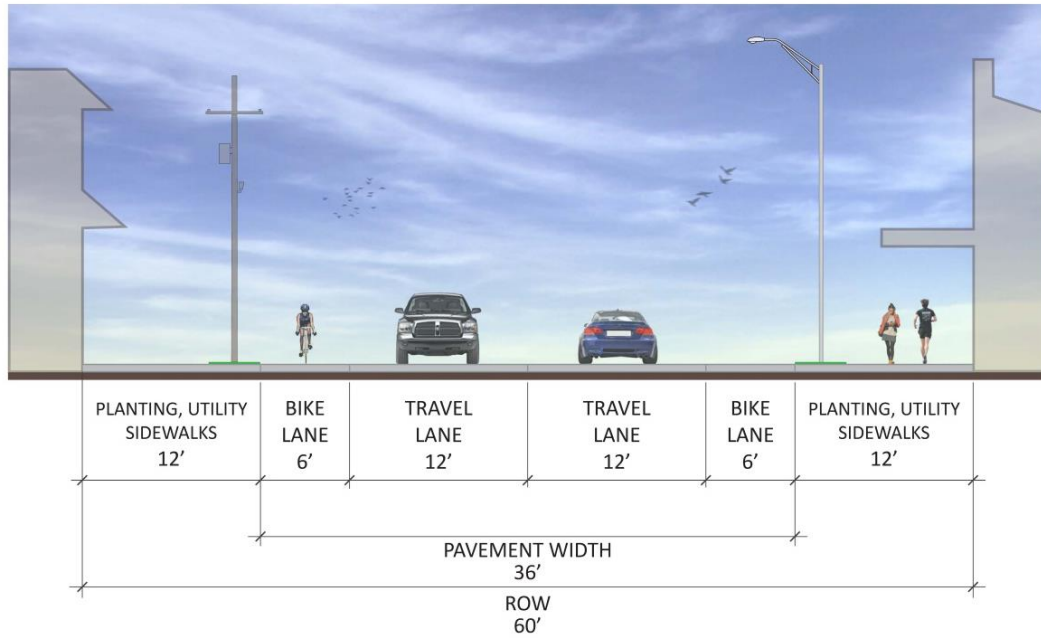 PLANTING, UTILITY
SIDEWALKS
12’
BIKE
LANE
6’
TRAVEL
LANE
12’
TRAVEL
LANE
12’
BIKE
LANE
6’
PLANTING, UTILITY
SIDEWALKS
12’
PAVEMENT WIDTH
36’
ROW
60’